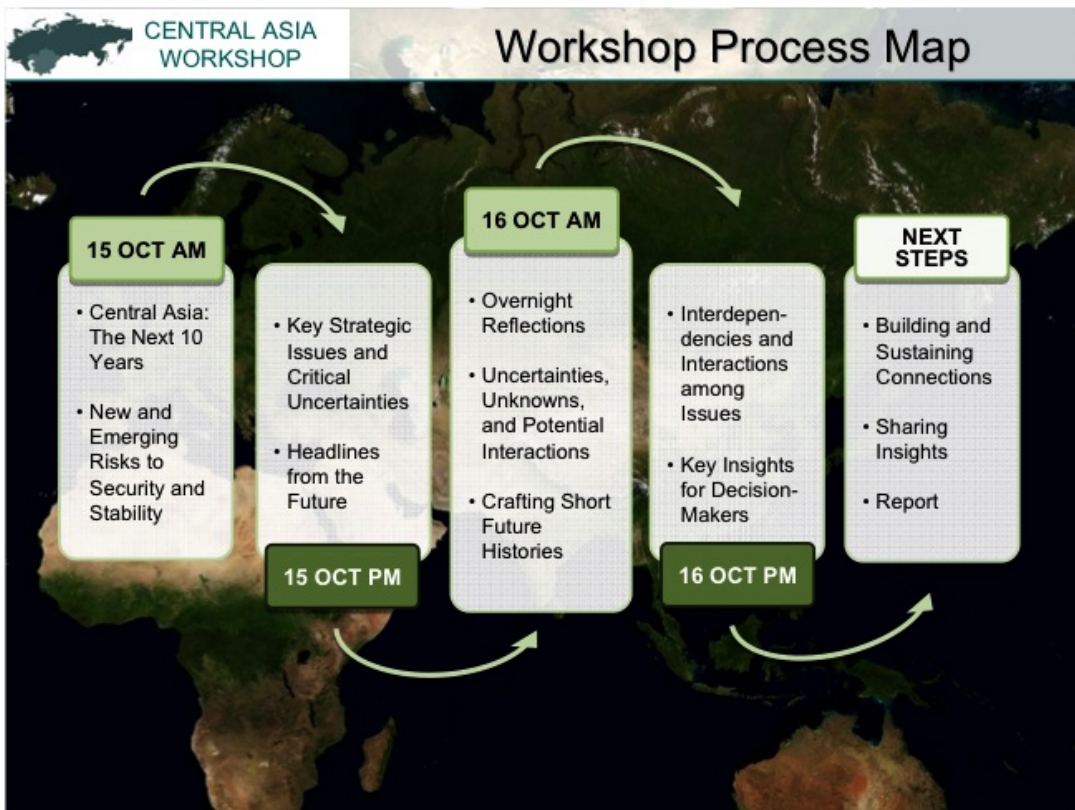 CENTRAL ASIA
WORKSHOP
Workshop Process Map
15 OCT AM
• Central Asia:
The Next 10
Years
• New and
Emerging
Risks to
Security and
Stability
• Key Strategic
Issues and
Critical
Uncertainties
• Headlines
from the
Future
15 OCT PM
16 OCT AM
• Overnight
Reflections
• Uncertainties,
Unknowns,
and Potential
Interactions
• Crafting Short
Future
Histories
• Interdepen-
dencies and
Interactions
among
Issues
• Key Insights
for Decision-
Makers
16 OCT PM
NEXT
STEPS
• Building and
Sustaining
Connections
• Sharing
Insights
• Report